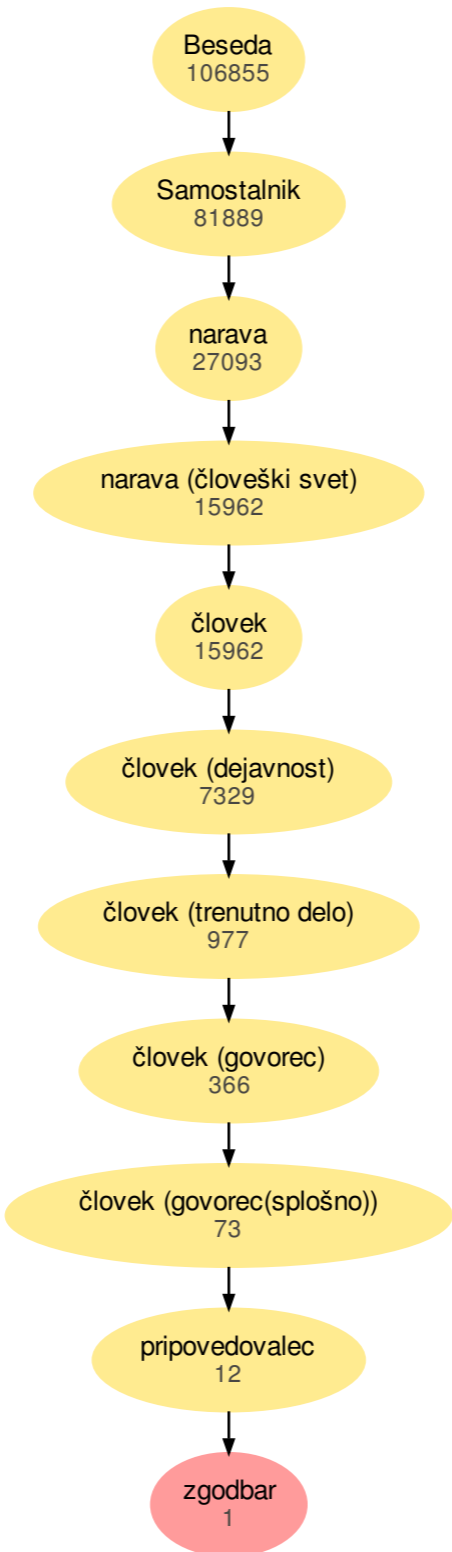 Beseda
106855
Samostalnik
81889
narava
27093
narava (človeški svet)
15962
človek
15962
človek (dejavnost)
7329
človek (trenutno delo)
977
človek (govorec)
366
človek (govorec(splošno))
73
pripovedovalec
12
zgodbar
1